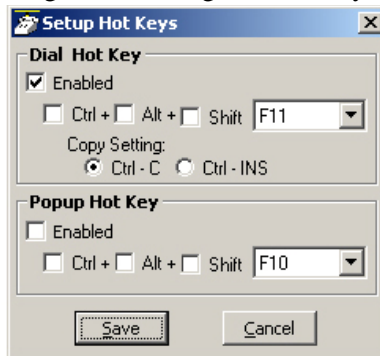 Setup Hot Keys
Dial Hot Key
Enabled
Ctrl + Alt + Shift F11
Copy Setting:
Ctrl - C Ctrl - INS
Popup Hot Key
Enabled
Ctrl + Alt + Shift F10
Save Cancel